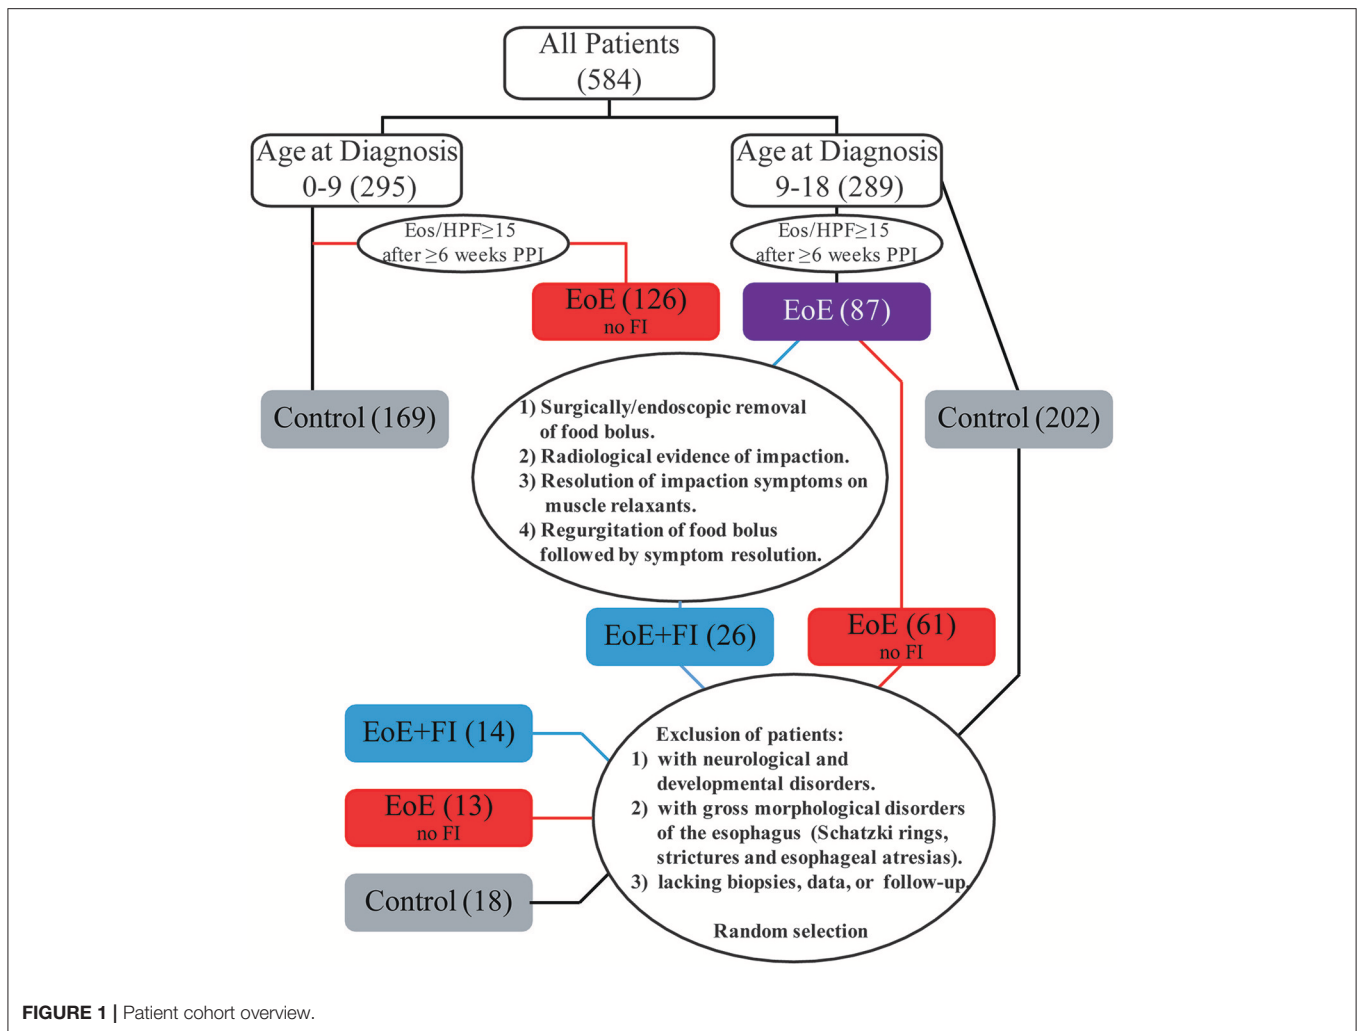 All Patients
(584)
Age at Diagnosis
0-9 (295)
Age at Diagnosis
9-18 (289)
Eos/HPF≥15
after ≥6 weeks PPI
Eos/HPF≥15
after ≥6 weeks PPI
EoE (126)
no FI
EoE (87)
Control (169)
Control (202)
1) Surgically/endoscopic removal
of food bolus.
2) Radiological evidence of impaction.
3) Resolution of impaction symptoms on
muscle relaxants.
4) Regurgitation of food bolus
followed by symptom resolution.
EoE+FI (26)
EoE (61)
no FI
EoE+FI (14)
EoE (13)
no FI
Control (18)
Exclusion of patients:
1) with neurological and
developmental disorders.
2) with gross morphological disorders
of the esophagus (Schatzki rings,
strictures and esophageal atresias).
3) lacking biopsies, data, or follow-up.
Random selection
FIGURE 1 | Patient cohort overview.